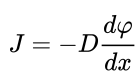 J = −D dφ/dx